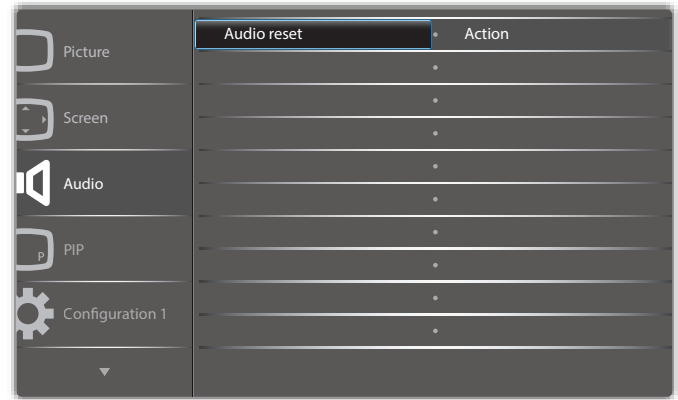 Picture
Screen
Audio
P
PIP
Configuration 1
Audio reset
Action